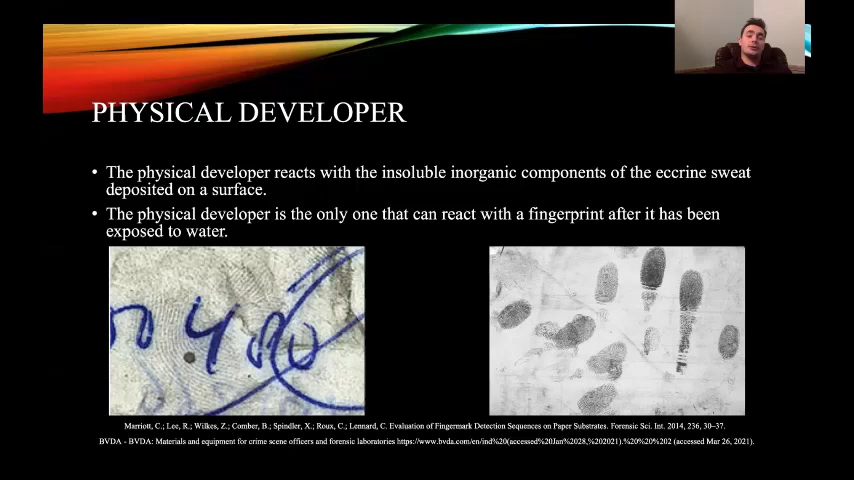 PHYSICAL DEVELOPER
• The physical developer reacts with the insoluble inorganic components of the eccrine sweat
deposited on a surface.
• The physical developer is the only one that can react with a fingerprint after it has been
exposed to water.
Marriott, C.; Lee, R.; Wilkes, Z.; Comber, B.; Spindler, X.; Roux, C.; Lennard, C. Evaluation of Fingermark Detection Sequences on Paper Substrates. Forensic Sci. Int. 2014, 236, 30–37.
BVDA - BVDA: Materials and equipment for crime scene officers and forensic laboratories https://www.bvda.com/en/ind%20(accessed%20Jan%2028,%202021).%20%20%202 (accessed Mar 26, 2021).